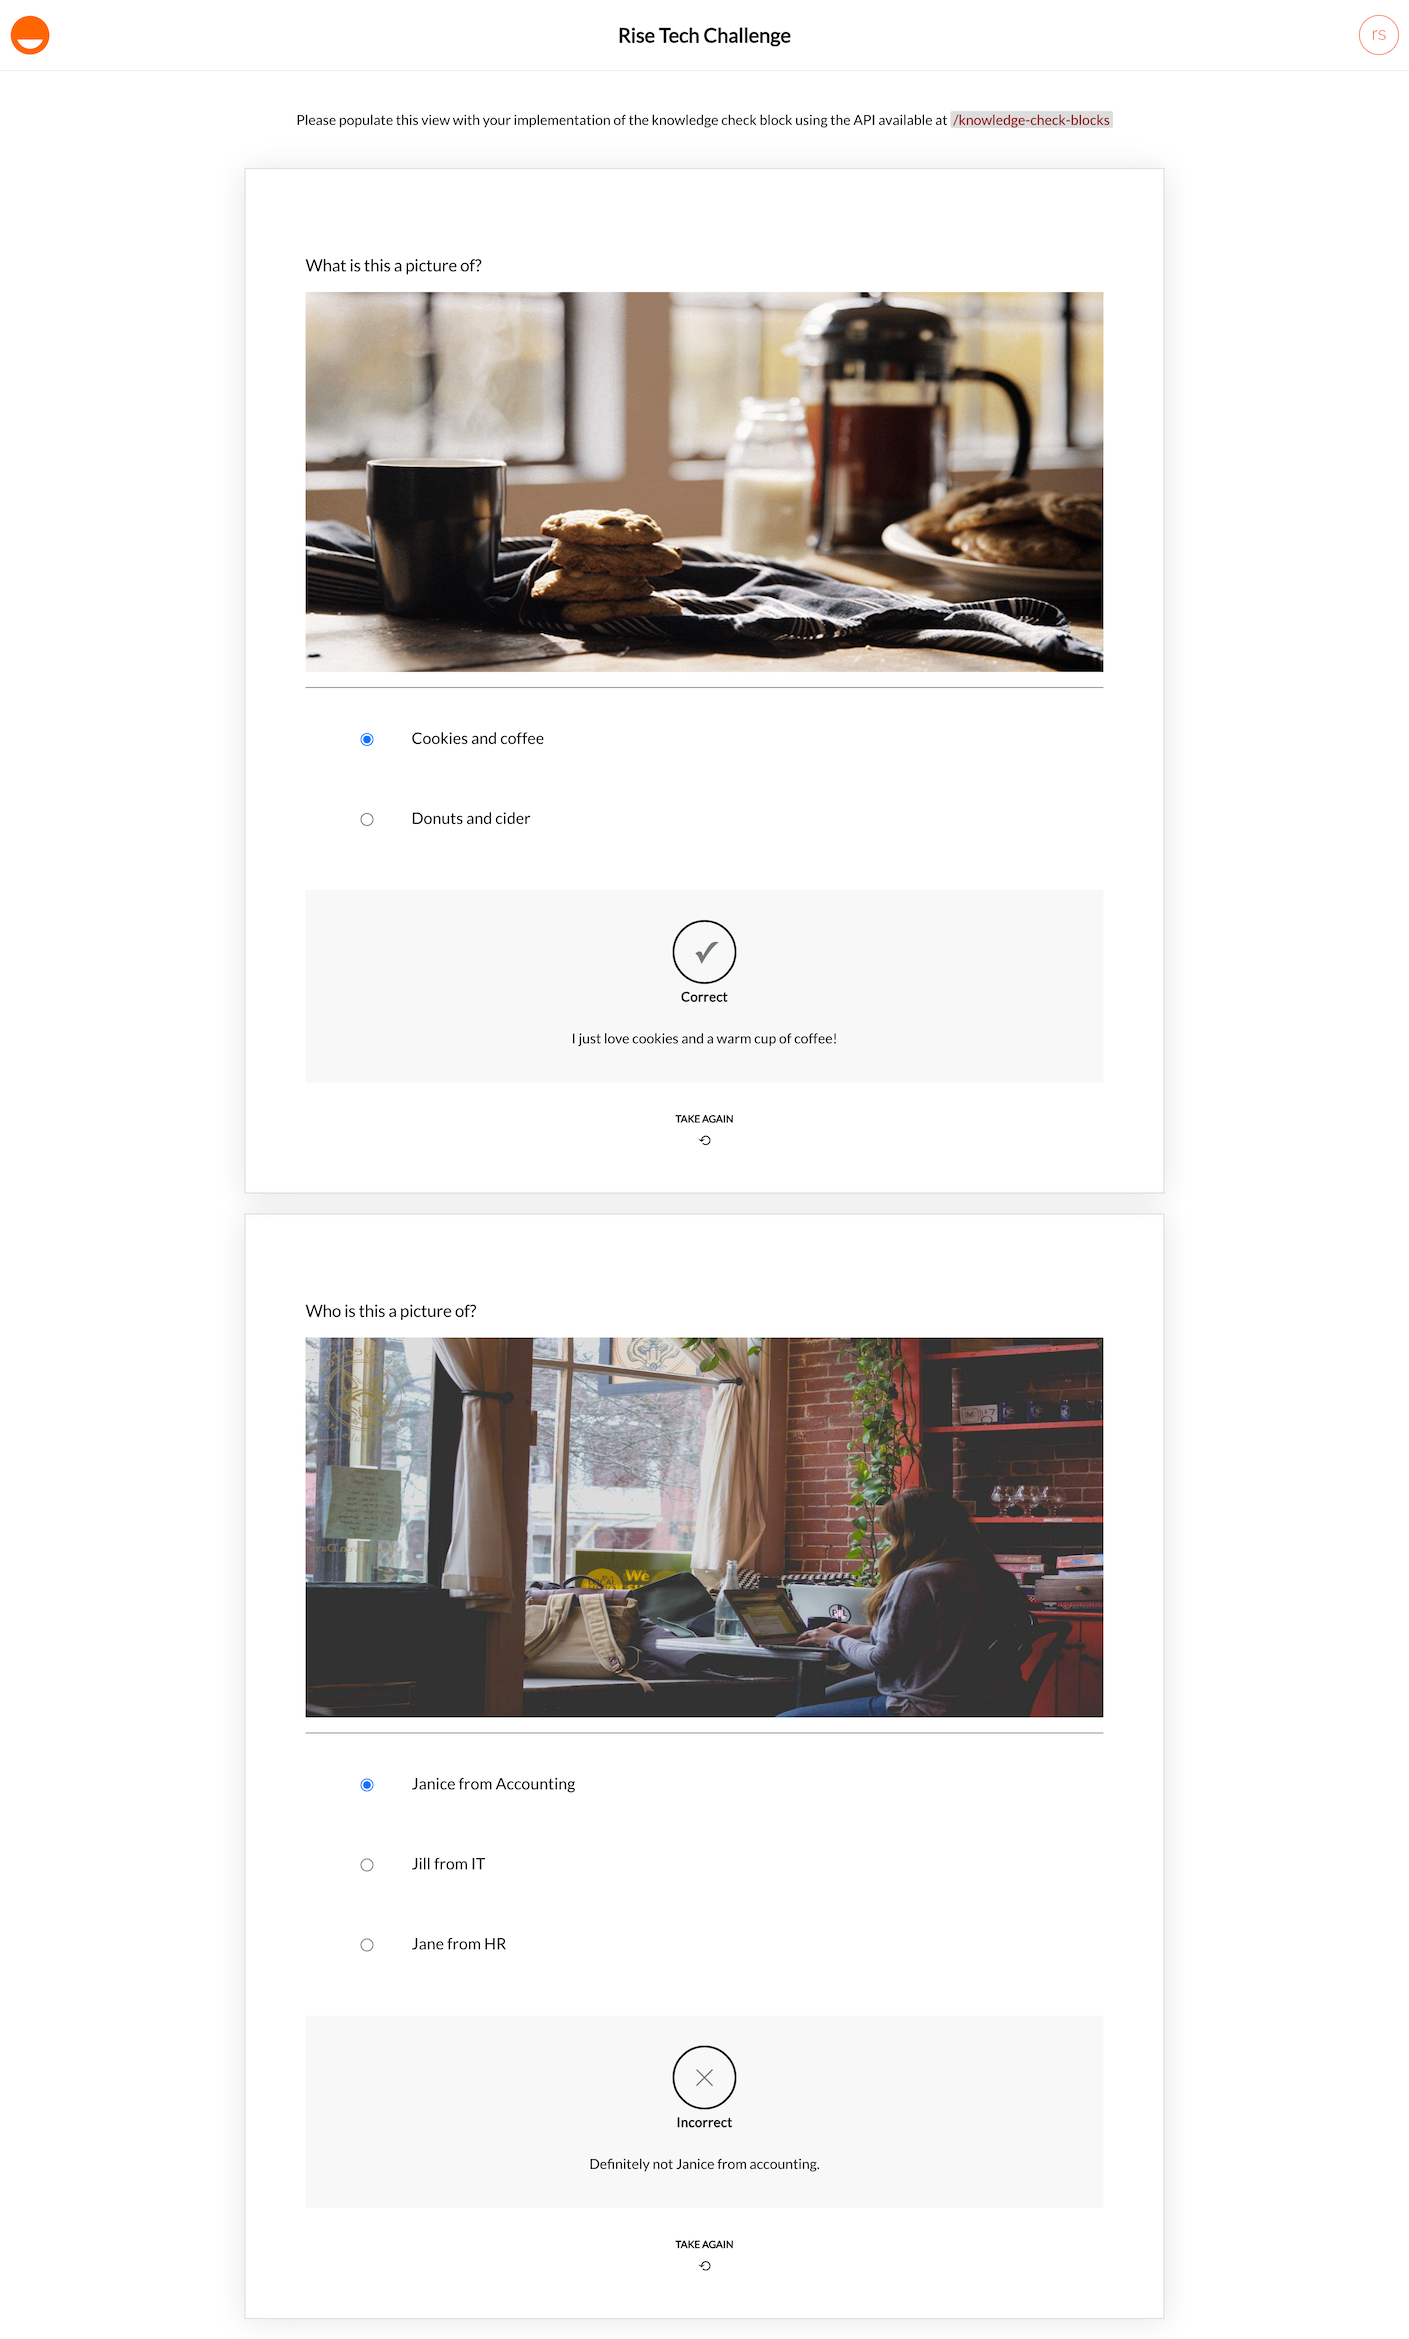 Rise Tech Challenge
rs
Please populate this view with your implementation of the knowledge check block using the API available at /knowledge-check-blocks
What is this a picture of?
Cookies and coffee
Donuts and cider
Correct
I just love cookies and a warm cup of coffee!
TAKE AGAIN
Who is this a picture of?
We
Janice from Accounting
Jill from IT
Jane from HR
Incorrect
Definitely not Janice from accounting.
TAKE AGAIN